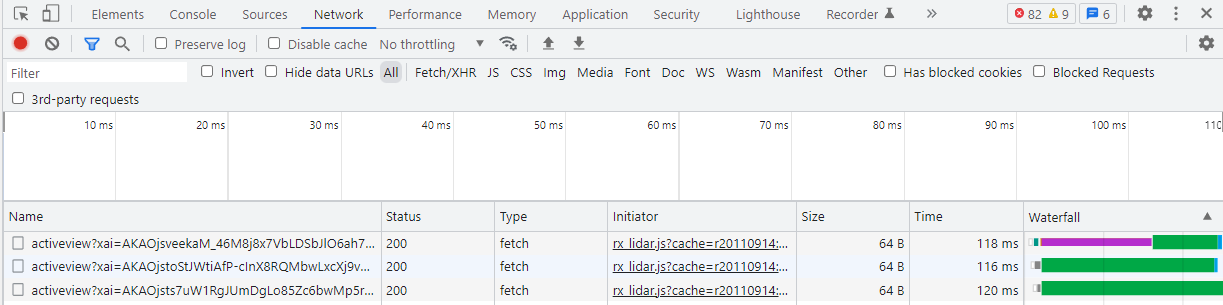 Elements Console Sources Network Performance Memory Application Security Lighthouse Recorder » 82 9 6
Preserve log Disable cache No throttling
Filter Invert Hide data URLs All Fetch/XHR JS CSS Img Media Font Doc WS Wasm Manifest Other Has blocked cookies Blocked Requests
3rd-party requests
10 ms 20 ms 30 ms 40 ms 50 ms 60 ms 70 ms 80 ms 90 ms 100 ms 110
Name Status Type Initiator Size Time Waterfall
activeview?xai=AKAOjsveekaM_46M8j8x7VbLDSbJlO6ah7... 200 fetch rx_lidar.js?cache=r20110914:... 64 B 118 ms
activeview?xai=AKAOjstoStJWtiAfP-cInX8RQMbwLxcXj9v... 200 fetch rx_lidar.js?cache=r20110914:... 64 B 116 ms
activeview?xai=AKAOjsts7uW1RgJUmDgLo85Zc6bwMp5r... 200 fetch rx_lidar.js?cache=r20110914:... 64 B 120 ms